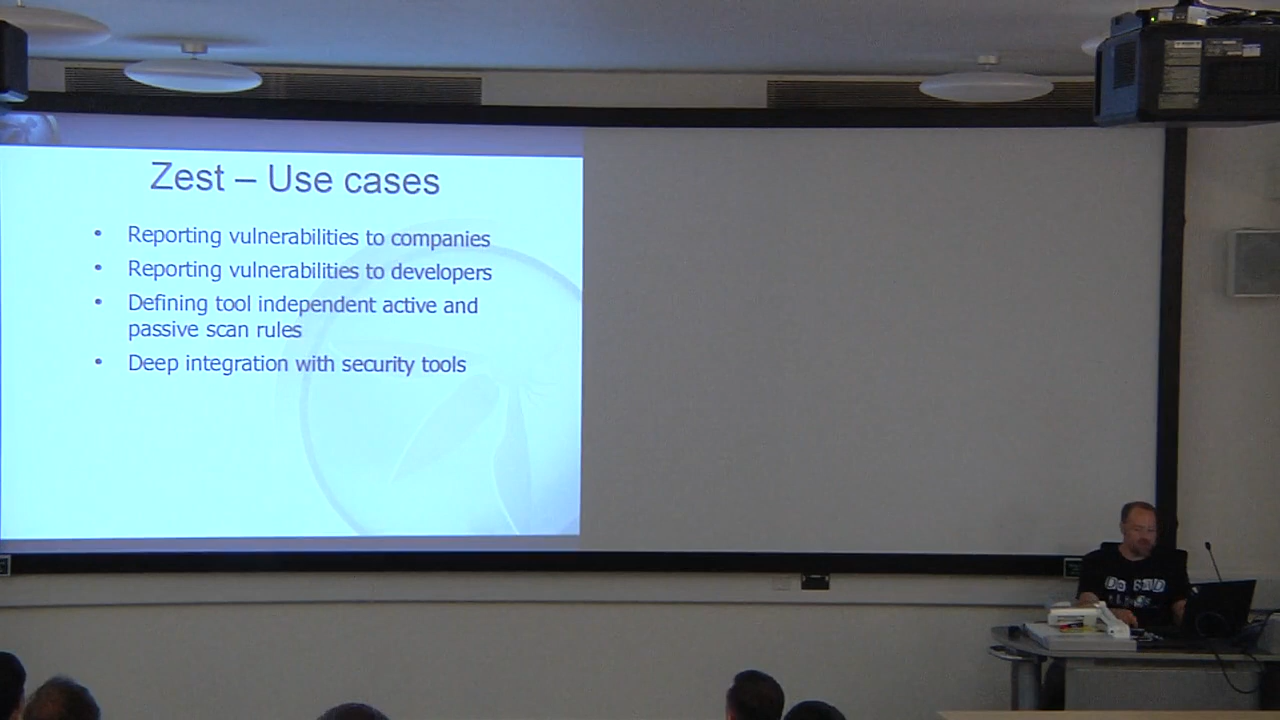 Zest – Use cases
• Reporting vulnerabilities to companies
• Reporting vulnerabilities to developers
• Defining tool independent active and
passive scan rules
• Deep integration with security tools